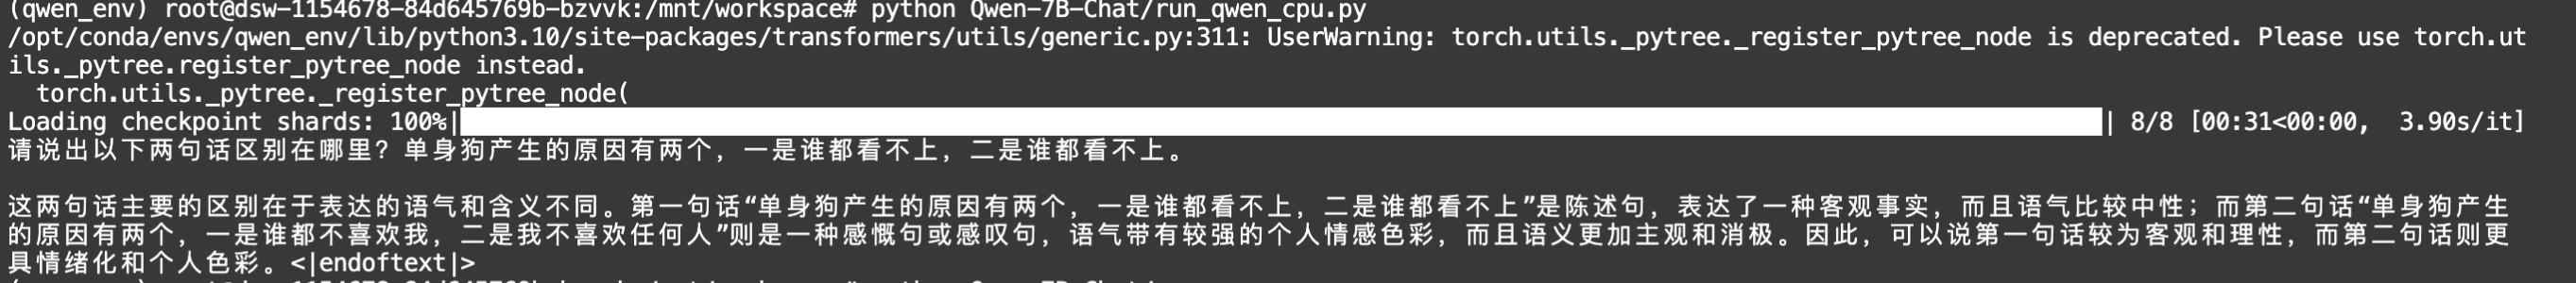 (qwen_env) root@dsw-1154678-84d645769b-bzvvk:/mnt/workspace# python Qwen-7B-Chat/run_qwen_cpu.py
/opt/conda/envs/qwen_env/lib/python3.10/site-packages/transformers/utils/generic.py:311: UserWarning: torch.utils._pytree._register_pytree_node is deprecated. Please use torch.ut
ils._pytree.register_pytree_node instead.
  torch.utils._pytree._register_pytree_node(
Loading checkpoint shards: 100%|| 8/8 [00:31<00:00,  3.90s/it]
请说出以下两句话区别在哪里？单身狗产生的原因有两个，一是谁都看不上，二是谁都看不上。
这两句话主要的区别在于表达的语气和含义不同。第一句话“单身狗产生的原因有两个，一是谁都看不上，二是谁都看不上”是陈述句，表达了一种客观事实，而且语气比较中性；而第二句话“单身狗产生
的原因有两个，一是谁都不喜欢我，二是我不喜欢任何人”则是一种感慨句或感叹句，语气带有较强的个人情感色彩，而且语义更加主观和消极。因此，可以说第一句话较为客观和理性，而第二句话则更
具情绪化和个人色彩。<|endoftext|>